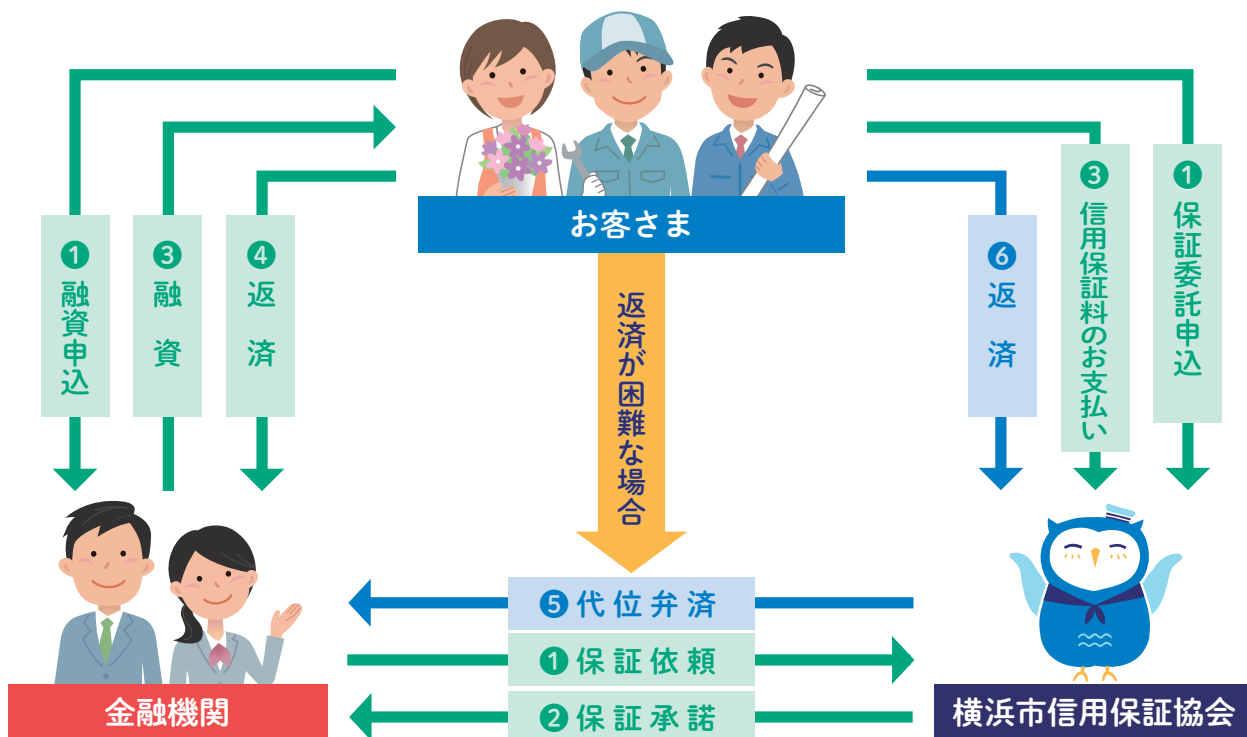 お客さま
❶融資申込
❸融資
❹返済
返済が困難な場合
❻返済
❸信用保証料のお支払い
❶保証委託申込
❺代位弁済
❶保証依頼
❷保証承諾
金融機関
横浜市信用保証協会